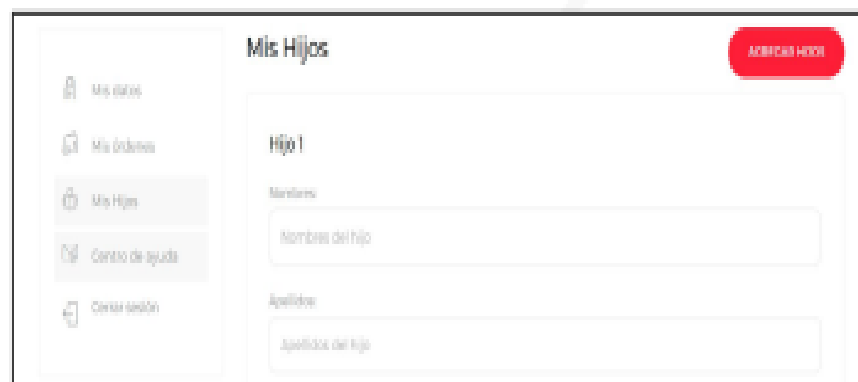 Mis Hijos
AGREGAR HIJOS
Mis datos
Mis órdenes
Mis Hijos
Centro de ayuda
Cerrar sesión
Hijo 1
Nombres
Nombres del hijo
Apellidos
Apellidos del hijo